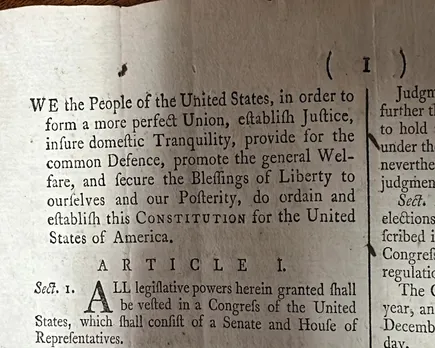 ( 1 )
WE the People of the United States, in order to
form a more perfect Union, eſtabliſh Juſtice,
inſure domeſtic Tranquility, provide for the
common Defence, promote the general Wel-
fare, and ſecure the Bleſſings of Liberty to
ourſelves and our Poſterity, do ordain and
eſtabliſh this CONSTITUTION for the United
States of America.
ARTICLE I.
Sect. 1. ALL legiſlative powers herein granted ſhall
be veſted in a Congreſs of the United
States, which ſhall conſiſt of a Senate and Houſe of
Repreſentatives.
Judgm
further th
to hold
under th
neverthe
judgmen
Sect.
elections
ſcribed i
Congreſ
regulatio
The C
year, an
Decemb
day.